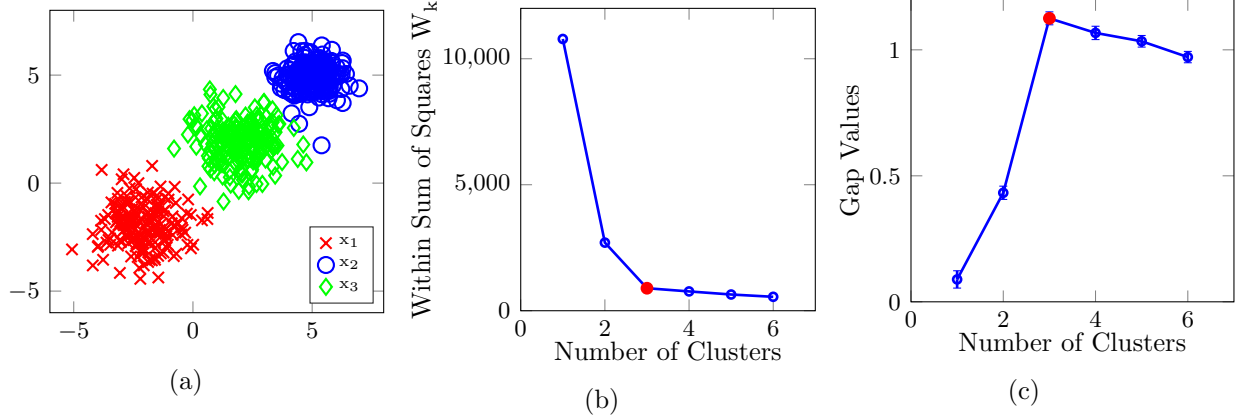 5
0
−5
−5
0
5
x₁
x₂
x₃
(a)
Within Sum of Squares W_k
10,000
5,000
0
0
2
4
6
Number of Clusters
(b)
Gap Values
1
0.5
0
0
2
4
6
Number of Clusters
(c)